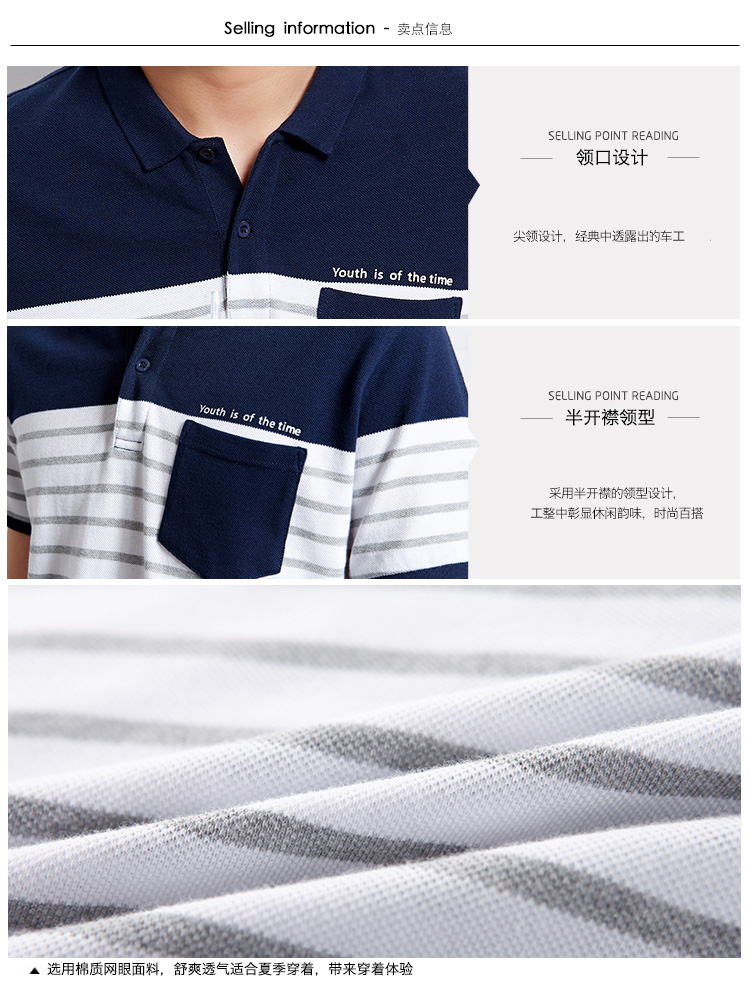 Selling information - 卖点信息
Youth is of the time
SELLING POINT READING
领口设计
尖领设计，经典中透露出的车工
Youth is of the time
SELLING POINT READING
半开襟领型
采用半开襟的领型设计，
工整中彰显休闲韵味，时尚百搭
▲ 选用棉质网眼面料，舒爽透气适合夏季穿着，带来穿着体验